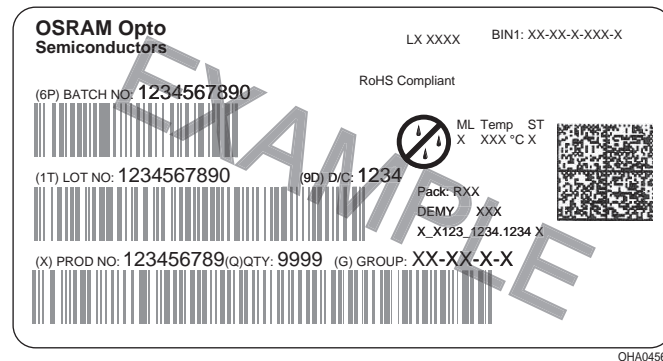 OSRAM Opto
Semiconductors
LX XXXX
BIN1: XX-XX-X-XXX-X
RoHS Compliant
(6P) BATCH NO: 1234567890
ML Temp ST
X XXX °C X
(1T) LOT NO: 1234567890 (9D) D/C: 1234
Pack: RXX
DEMY XXX
X_X123_1234.1234 X
(X) PROD NO: 123456789(Q)QTY: 9999 (G) GROUP: XX-XX-X-X
EXAMPLE